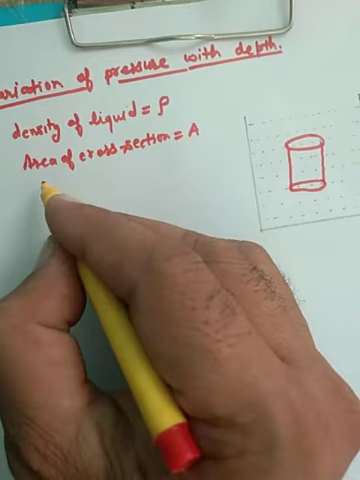 ariation of pressure with depth.
density of liquid = ρ
Area of cross-section = A